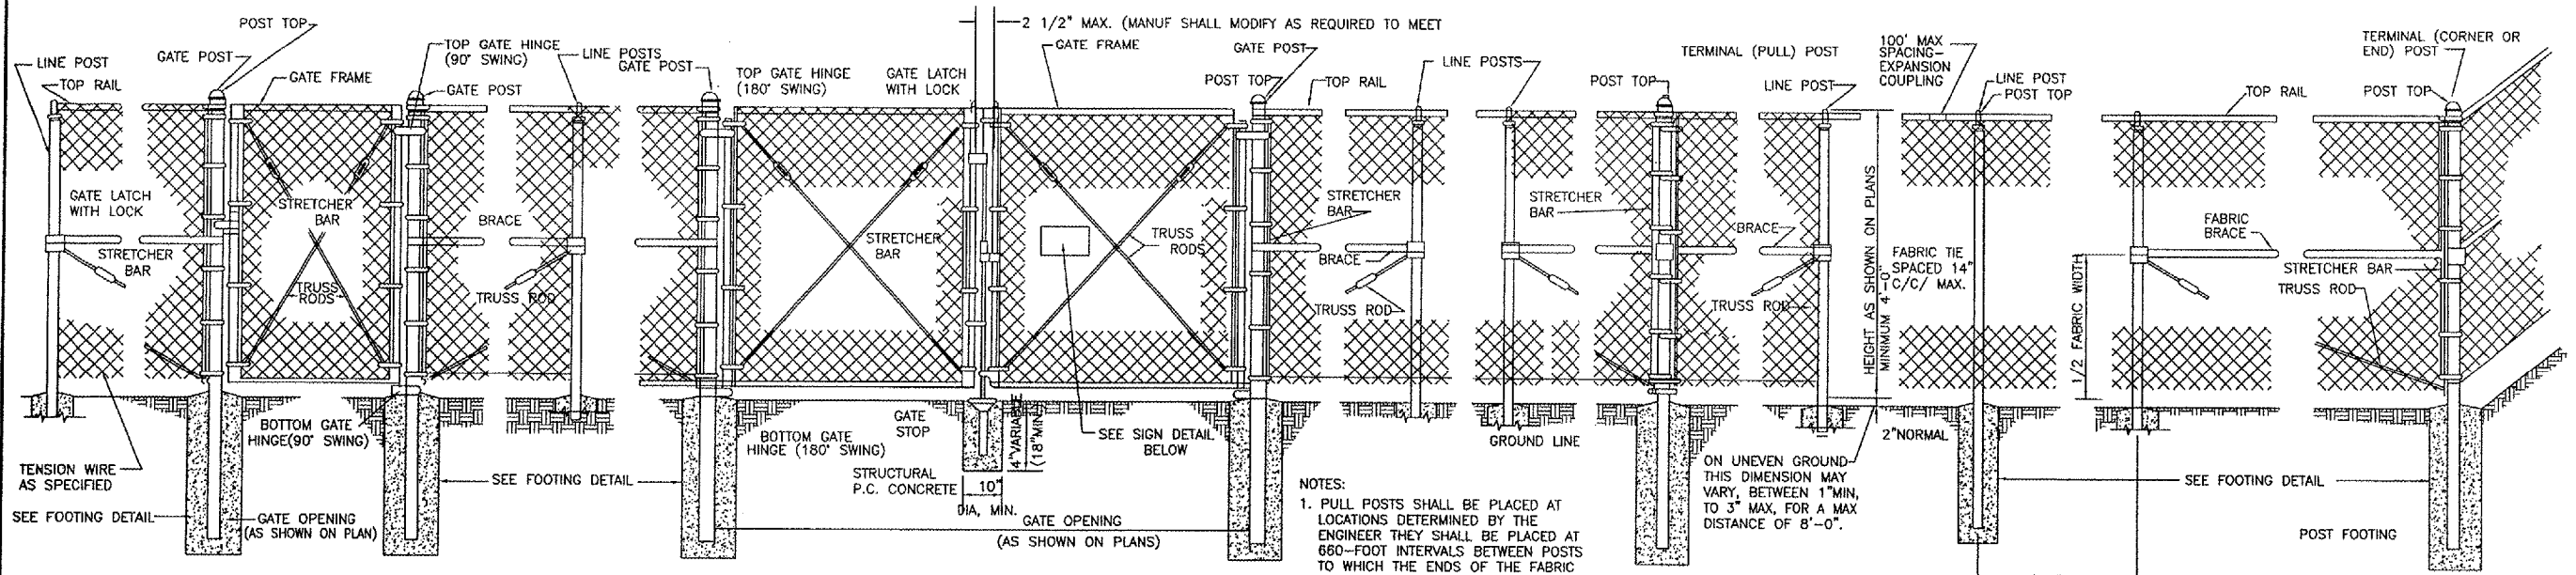 POST TOP
2 1/2" MAX. (MANUF SHALL MODIFY AS REQUIRED TO MEET
LINE POST
TOP RAIL
GATE POST
GATE FRAME
TOP GATE HINGE
(90° SWING)
GATE POST
LINE POSTS
GATE POST
TOP GATE HINGE
(180° SWING)
GATE LATCH
WITH LOCK
GATE FRAME
GATE POST
POST TOP
TOP RAIL
LINE POSTS
POST TOP
TERMINAL (PULL) POST
LINE POST
100' MAX
SPACING-
EXPANSION
COUPLING
LINE POST
POST TOP
TOP RAIL
TERMINAL (CORNER OR
END) POST
POST TOP
GATE LATCH
WITH LOCK
STRETCHER
BAR
STRETCHER
BAR
TRUSS
RODS
BRACE
TRUSS ROD
STRETCHER
BAR
TRUSS
RODS
STRETCHER
BAR
BRACE
TRUSS ROD
STRETCHER
BAR
BRACE
TRUSS ROD
HEIGHT AS SHOWN ON PLANS
MINIMUM 4'-0"
FABRIC TIE
SPACED 14"
C/C/ MAX.
1/2 FABRIC WIDTH
FABRIC
BRACE
STRETCHER BAR
TRUSS ROD
TENSION WIRE
AS SPECIFIED
SEE FOOTING DETAIL
GATE OPENING
(AS SHOWN ON PLAN)
BOTTOM GATE
HINGE(90° SWING)
SEE FOOTING DETAIL
BOTTOM GATE
HINGE (180° SWING)
GATE
STOP
STRUCTURAL
P.C. CONCRETE
10"
DIA, MIN.
4"VARIABLE
(18"MIN.)
SEE SIGN DETAIL
BELOW
GATE OPENING
(AS SHOWN ON PLANS)
GROUND LINE
NOTES:
1. PULL POSTS SHALL BE PLACED AT
LOCATIONS DETERMINED BY THE
ENGINEER THEY SHALL BE PLACED AT
660-FOOT INTERVALS BETWEEN POSTS
TO WHICH THE ENDS OF THE FABRIC
2"NORMAL
ON UNEVEN GROUND
THIS DIMENSION MAY
VARY, BETWEEN 1"MIN,
TO 3" MAX, FOR A MAX
DISTANCE OF 8'-0".
SEE FOOTING DETAIL
POST FOOTING